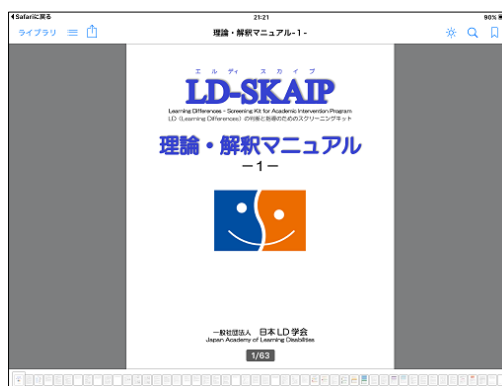 Safariに戻る 21:21 90%
ライブラリ 理論・解釈マニュアル-1-
エルディ スカイプ
LD-SKAIP
Learning Differences - Screening Kit for Academic Intervention Program
LD（Learning Differences）の判断と指導のためのスクリーニングキット
理論・解釈マニュアル
－1－
一般社団法人 日本LD学会
Japan Academy of Learning Disabilities
1/63